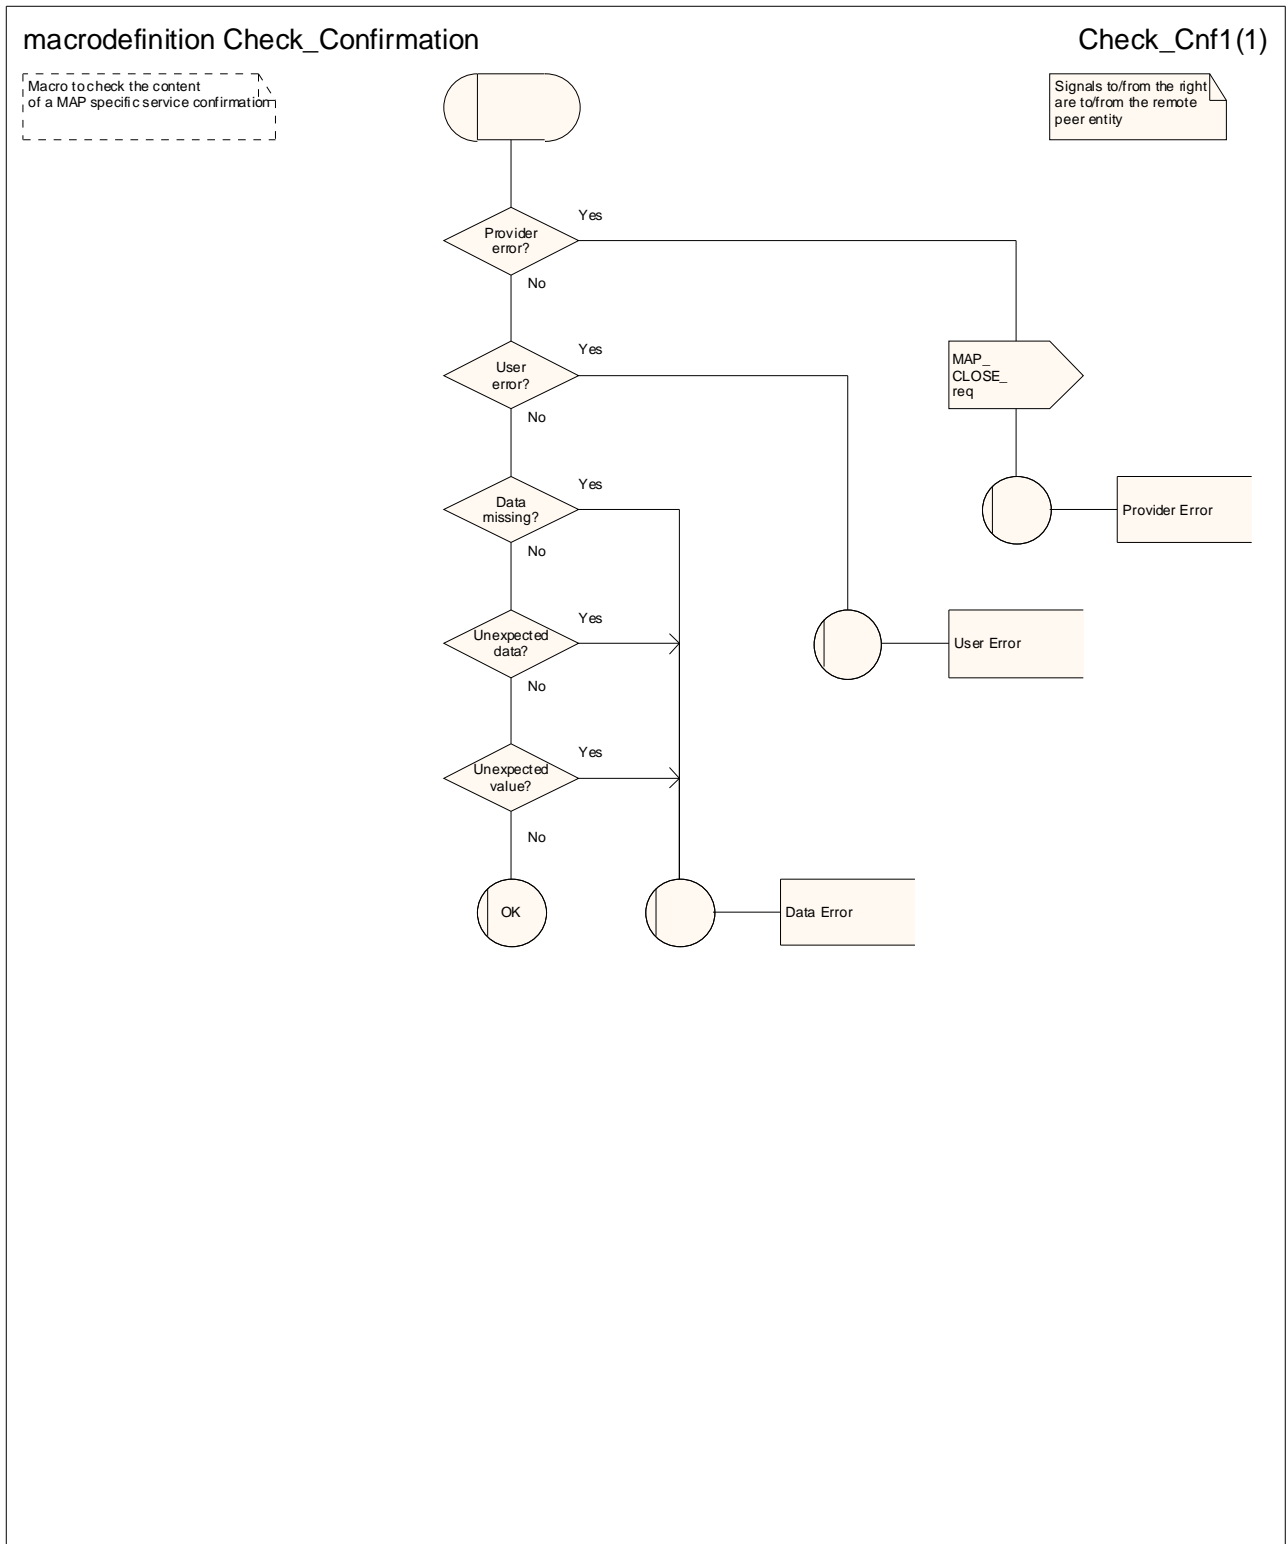 macrodefinition Check_Confirmation
Check_Cnf1(1)
Macro to check the content
of a MAP specific service confirmation
Signals to/from the right
are to/from the remote
peer entity
Provider
error?
Yes
No
User
error?
Yes
No
MAP_
CLOSE_
req
Data
missing?
Yes
No
Provider Error
Unexpected
data?
Yes
No
User Error
Unexpected
value?
Yes
No
OK
Data Error